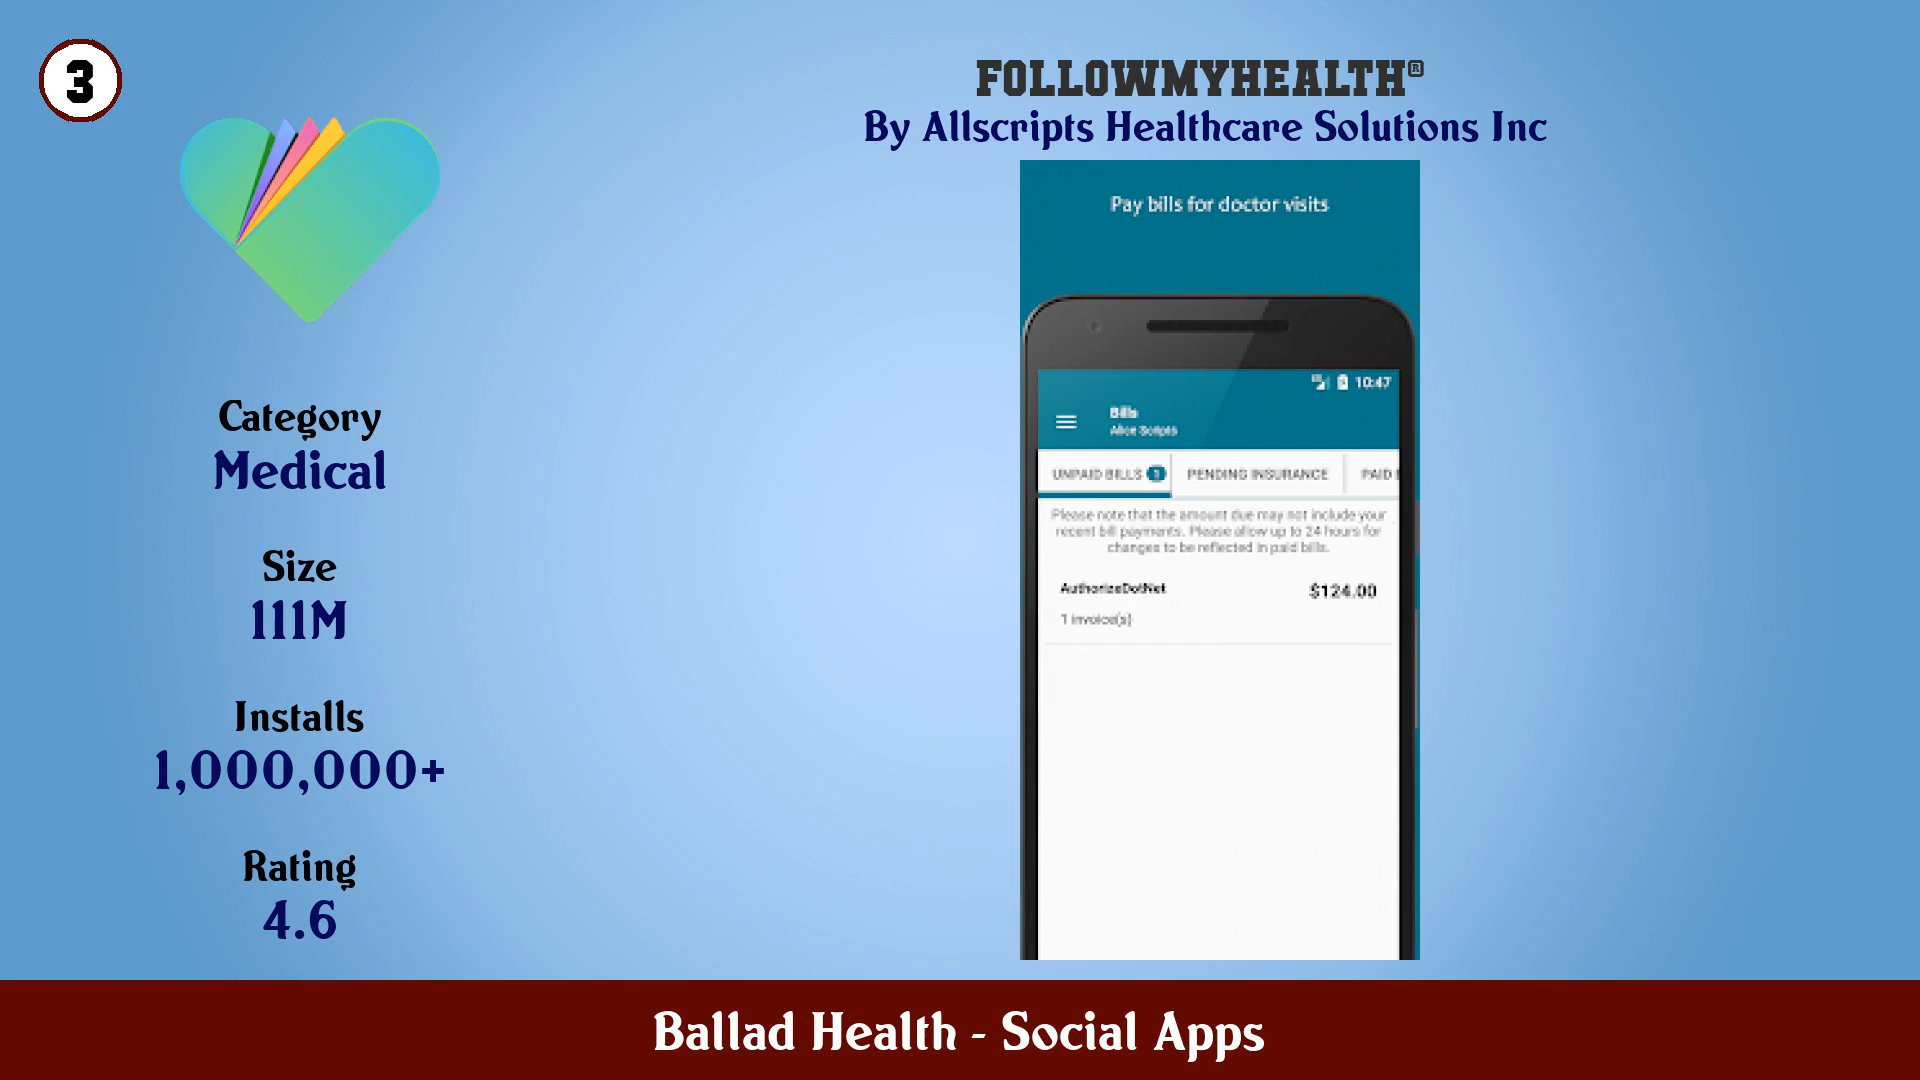 3
FOLLOWMYHEALTH®
By Allscripts Healthcare Solutions Inc
Category
Medical
Size
111M
Installs
1,000,000+
Rating
4.6
Pay bills for doctor visits
10:47
Bills
Alice Scripts
UNPAID BILLS 1
PENDING INSURANCE
PAID
Please note that the amount due may not include your
recent bill payments. Please allow up to 24 hours for
changes to be reflected in paid bills.
AuthorizeDotNet
$124.00
1 invoice(s)
Ballad Health - Social Apps